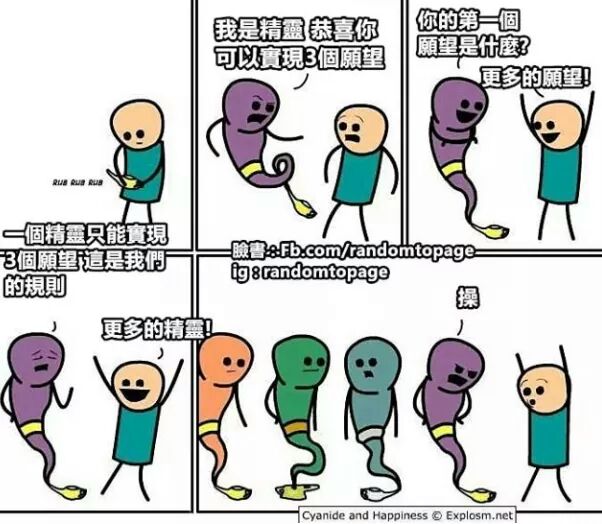 RUB RUB RUB
我是精靈 恭喜你
可以實現3個願望
你的第一個
願望是什麼?
更多的願望!
一個精靈只能實現
3個願望 這是我們
的規則
更多的精靈!
臉書:Fb.com/randomtopage
ig:randomtopage
操
Cyanide and Happiness © Explosm.net